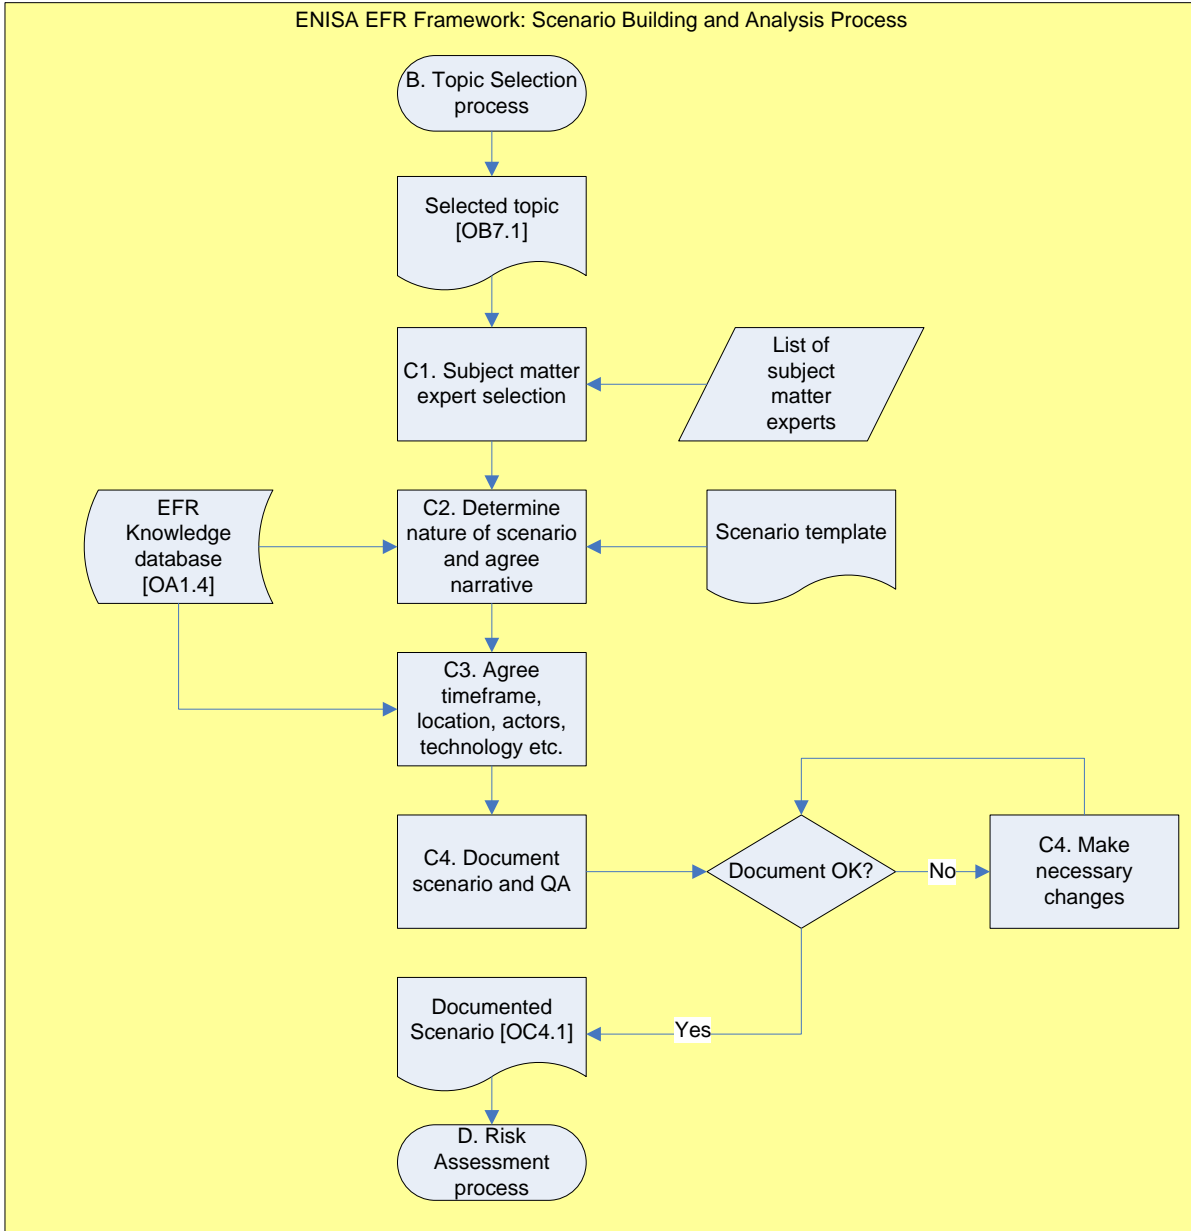 ENISA EFR Framework: Scenario Building and Analysis Process
B. Topic Selection
process
Selected topic
[OB7.1]
C1. Subject matter
expert selection
List of
subject
matter
experts
EFR
Knowledge
database
[OA1.4]
C2. Determine
nature of scenario
and agree
narrative
Scenario template
C3. Agree
timeframe,
location, actors,
technology etc.
C4. Document
scenario and QA
Document OK?
No
C4. Make
necessary
changes
Documented
Scenario [OC4.1]
Yes
D. Risk
Assessment
process